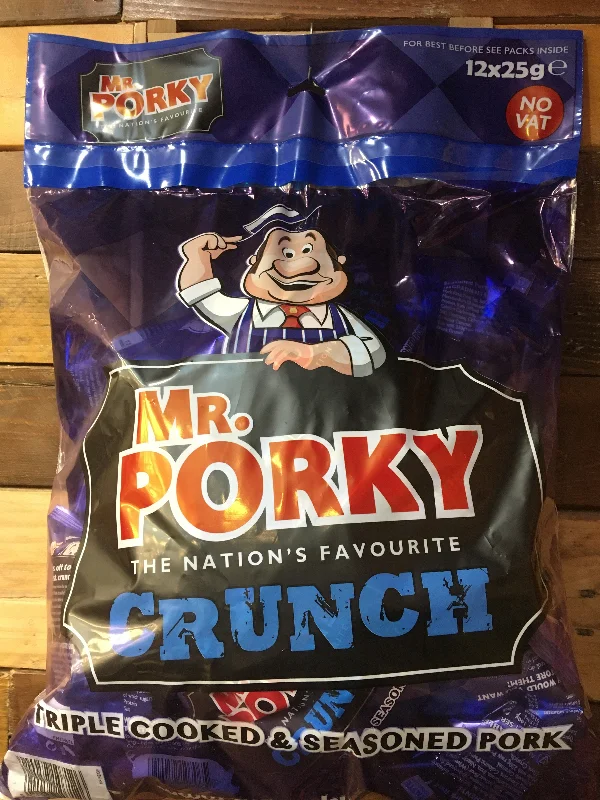 FOR BEST BEFORE SEE PACKS INSIDE
12x25g e
NO
VAT
MR.
PORKY
THE NATION'S FAVOURITE
MR.
PORKY
THE NATION'S FAVOURITE
CRUNCH
TRIPLE COOKED & SEASONED PORK